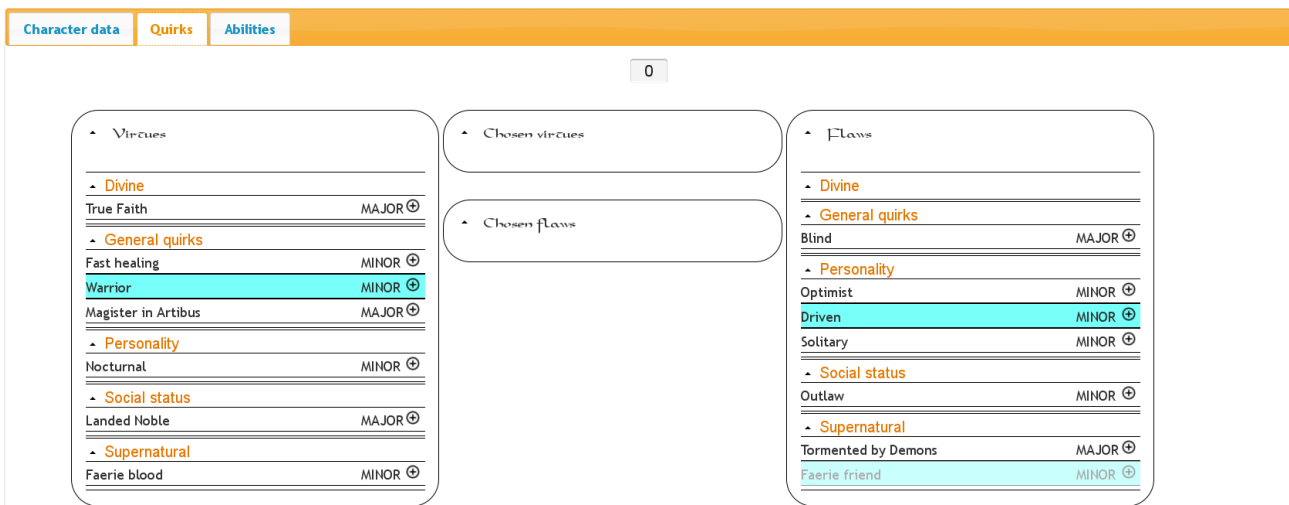 Character data Quirks Abilities
0
Virtues
Divine
True Faith MAJOR
General quirks
Fast healing MINOR
Warrior MINOR
Magister in Artibus MAJOR
Personality
Nocturnal MINOR
Social status
Landed Noble MAJOR
Supernatural
Faerie blood MINOR
Chosen virtues
Chosen flaws
Flaws
Divine
General quirks
Blind MAJOR
Personality
Optimist MINOR
Driven MINOR
Solitary MINOR
Social status
Outlaw MINOR
Supernatural
Tormented by Demons MAJOR
Faerie friend MINOR